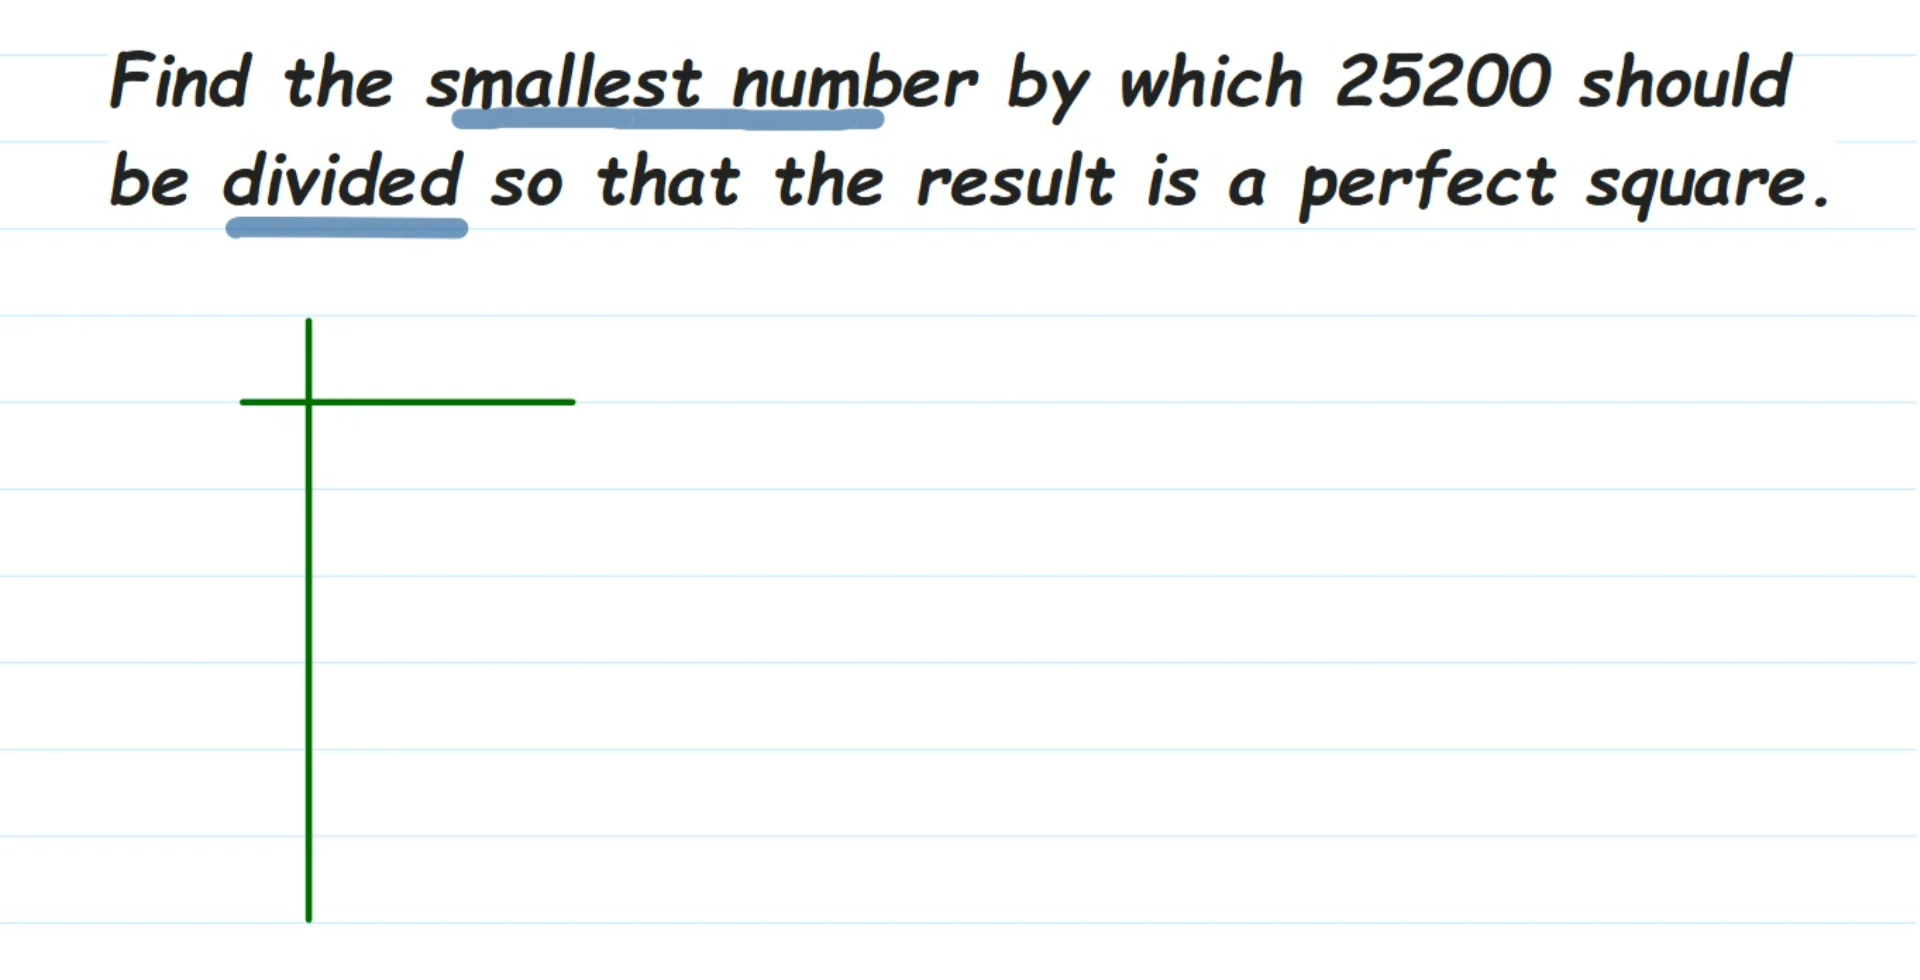 Find the smallest number by which 25200 should
be divided so that the result is a perfect square.